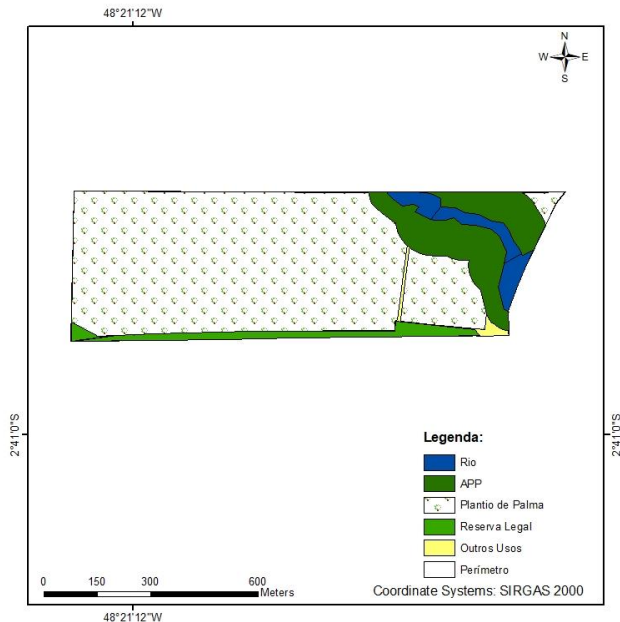 48°21'12"W
N
W E
S
2°41'0"S
2°41'0"S
Legenda:
Rio
APP
Plantio de Palma
Reserva Legal
Outros Usos
Perímetro
0 150 300 600
Meters
Coordinate Systems: SIRGAS 2000
48°21'12"W